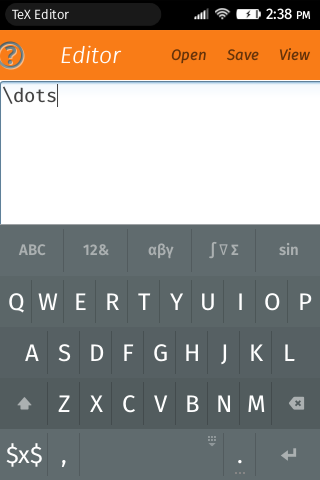 TeX Editor 2:38 PM
? Editor Open Save View
\dots
ABC 12& αβγ ∫∇Σ sin
Q W E R T Y U I O P
A S D F G H J K L
Z X C V B N M
$x$ , .